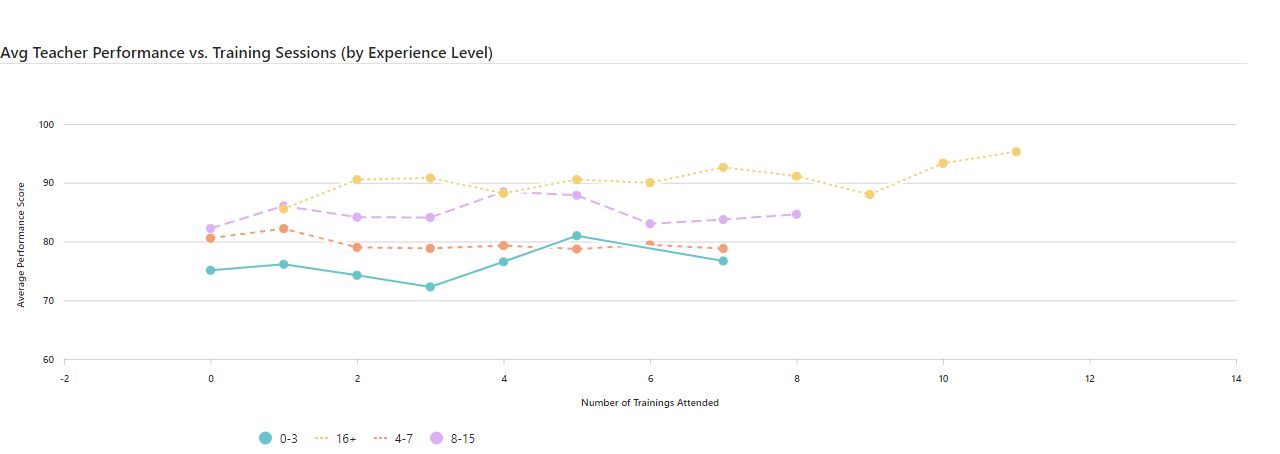 Avg Teacher Performance vs. Training Sessions (by Experience Level)
100
90
80
70
60
Average Performance Score
-2 0 2 4 6 8 10 12 14
Number of Trainings Attended
0-3 16+ 4-7 8-15